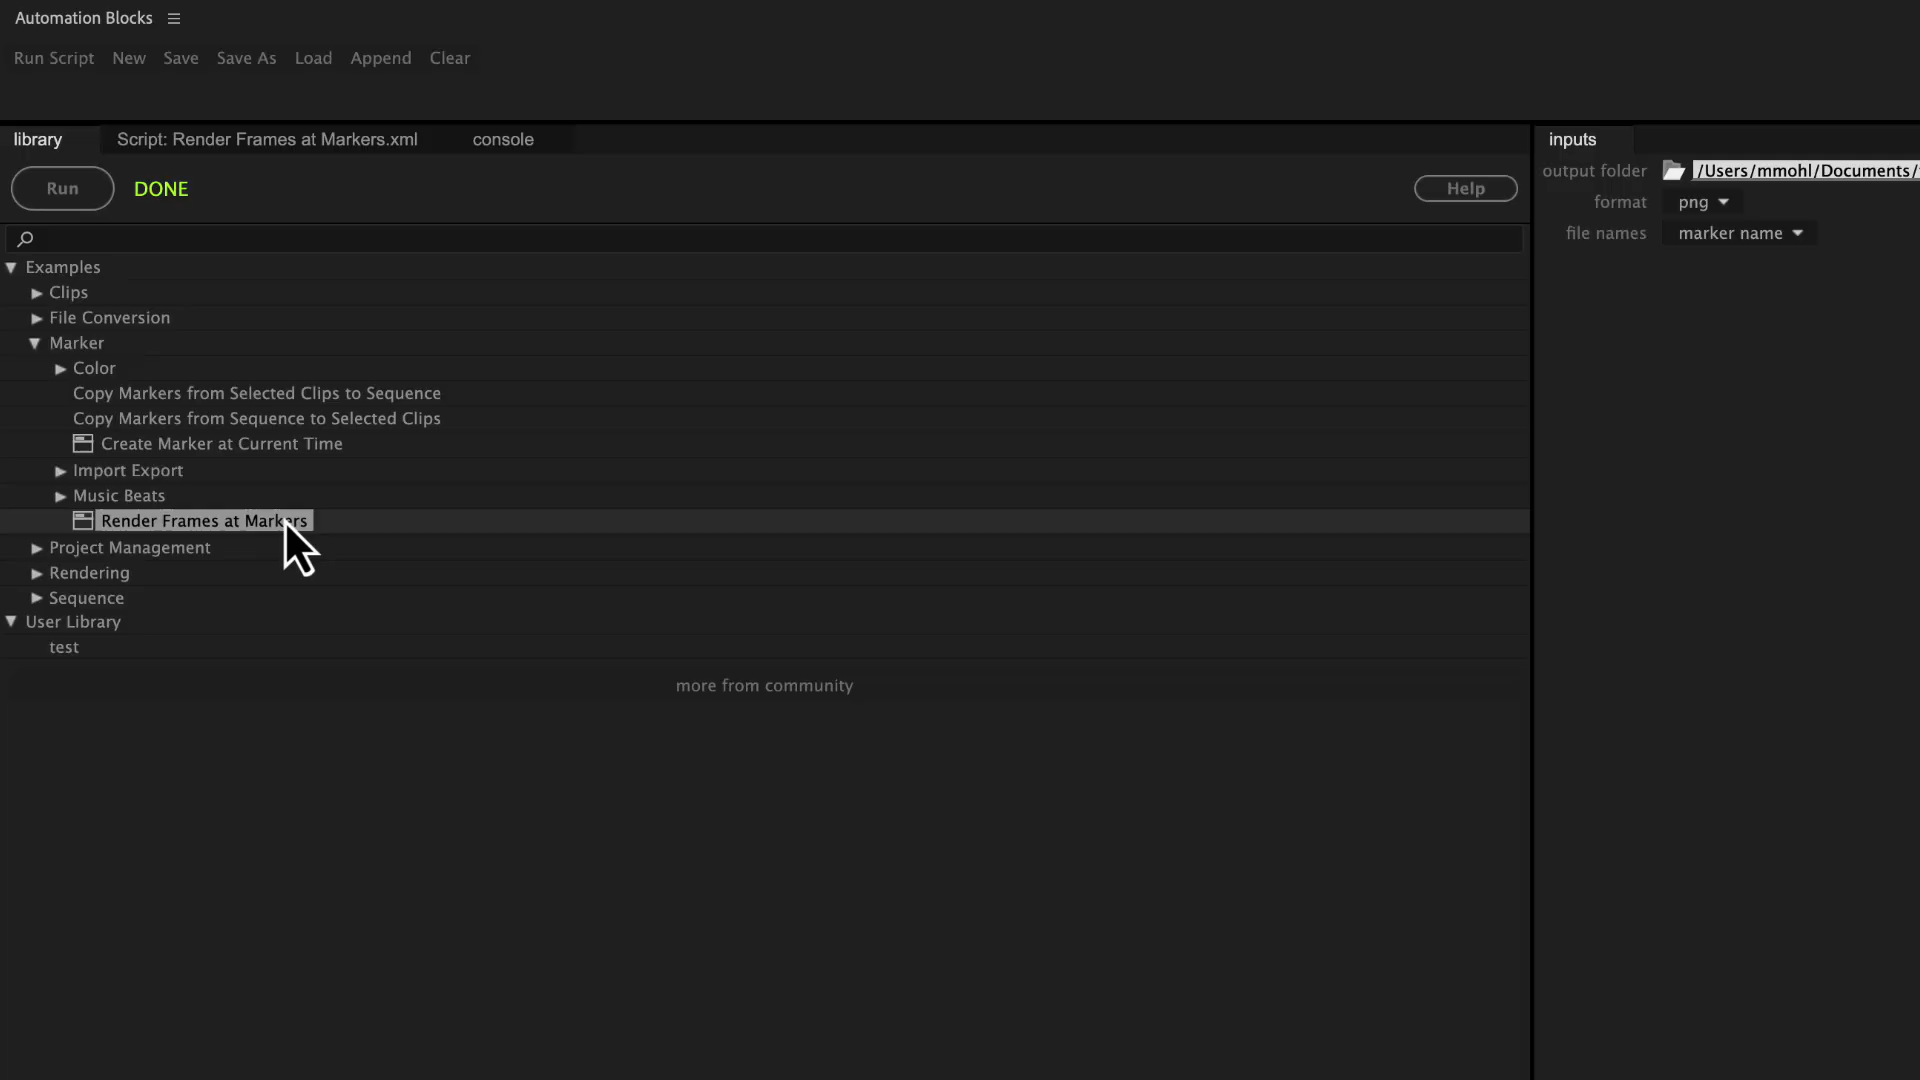 Automation Blocks
Run Script New Save Save As Load Append Clear
library Script: Render Frames at Markers.xml console
Run DONE Help
Examples
Clips
File Conversion
Marker
Color
Copy Markers from Selected Clips to Sequence
Copy Markers from Sequence to Selected Clips
Create Marker at Current Time
Import Export
Music Beats
Render Frames at Markers
Project Management
Rendering
Sequence
User Library
test
more from community
inputs
output folder /Users/mmohl/Documents/
format png
file names marker name